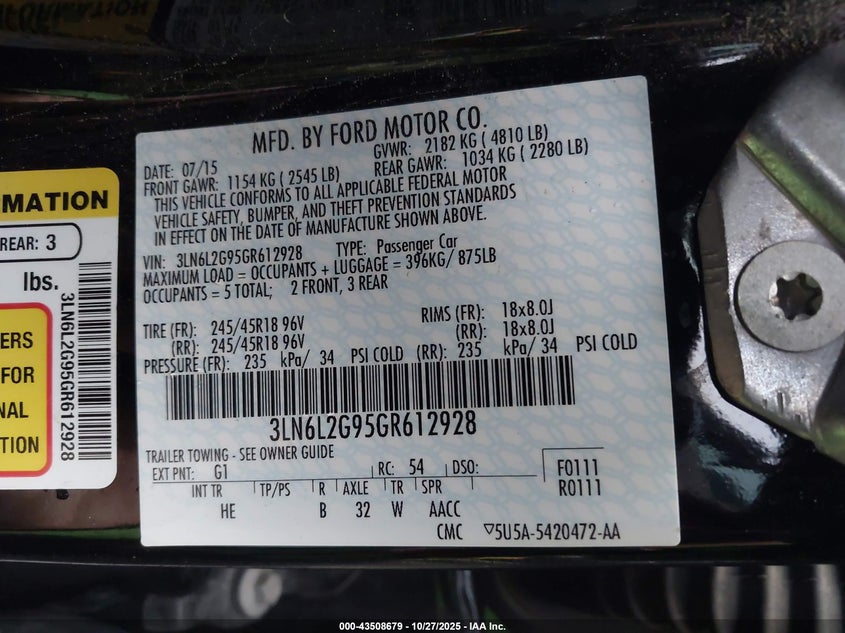 MATION
REAR: 3
lbs.
ERS
FOR
NAL
TION
3LN6L2G95GR612928
MFD. BY FORD MOTOR CO.
DATE: 07/15
GVWR: 2182 KG ( 4810 LB)
FRONT GAWR: 1154 KG ( 2545 LB)
REAR GAWR: 1034 KG ( 2280 LB)
THIS VEHICLE CONFORMS TO ALL APPLICABLE FEDERAL MOTOR
VEHICLE SAFETY, BUMPER, AND THEFT PREVENTION STANDARDS
IN EFFECT ON THE DATE OF MANUFACTURE SHOWN ABOVE.
VIN: 3LN6L2G95GR612928 TYPE: Passenger Car
MAXIMUM LOAD = OCCUPANTS + LUGGAGE = 396KG/ 875LB
OCCUPANTS = 5 TOTAL; 2 FRONT, 3 REAR
TIRE (FR): 245/45R18 96V RIMS (FR): 18x8.0J
(RR): 245/45R18 96V (RR): 18x8.0J
PRESSURE (FR): 235 kPa/ 34 PSI COLD (RR): 235 kPa/ 34 PSI COLD
3LN6L2G95GR612928
TRAILER TOWING - SEE OWNER GUIDE
EXT PNT: G1 RC: 54 DSO: F0111
R0111
INT TR TP/PS R AXLE TR SPR
HE B 32 W AACC
CMC ▽5U5A-5420472-AA
000-43508679 | 10/27/2025 | IAA Inc.